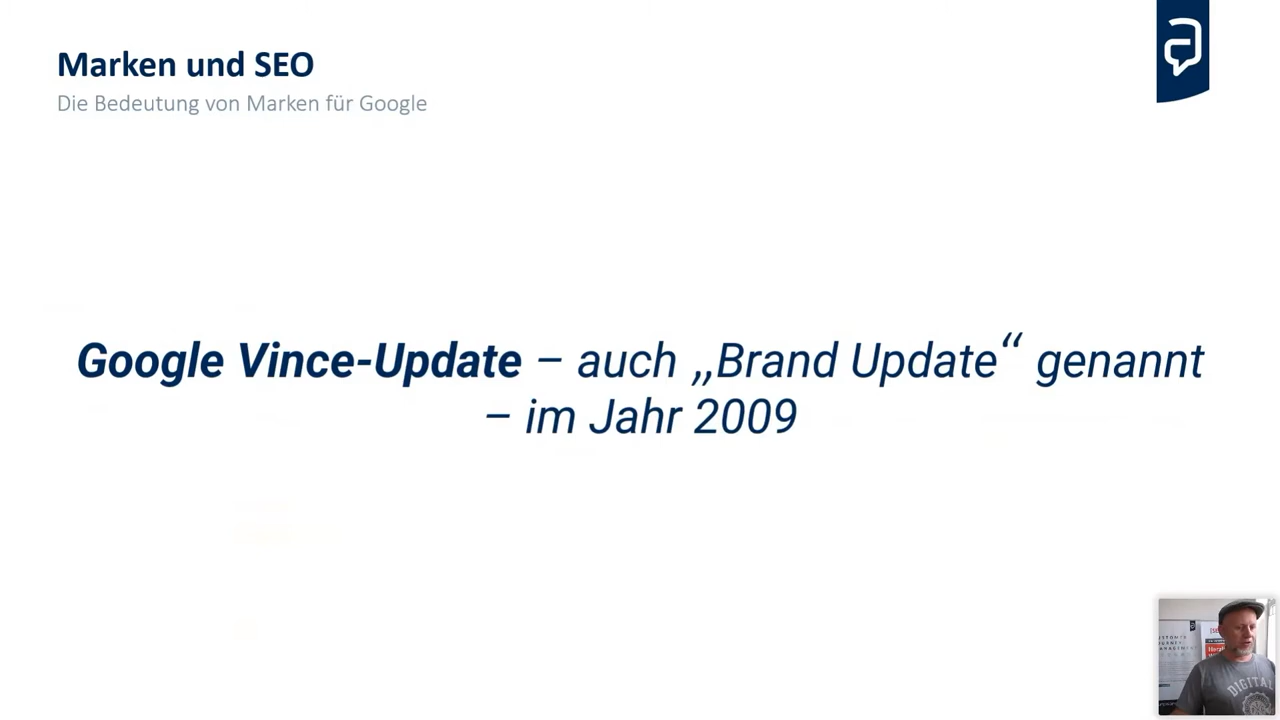 Marken und SEO
Die Bedeutung von Marken für Google
Google Vince-Update – auch „Brand Update“ genannt
– im Jahr 2009
DIGITAL